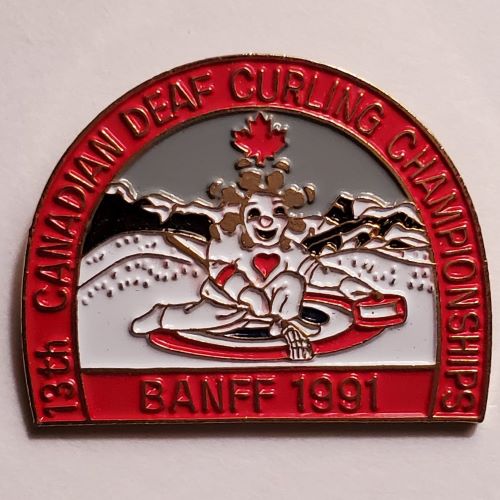 13th CANADIAN DEAF CURLING CHAMPIONSHIPS
BANFF 1991